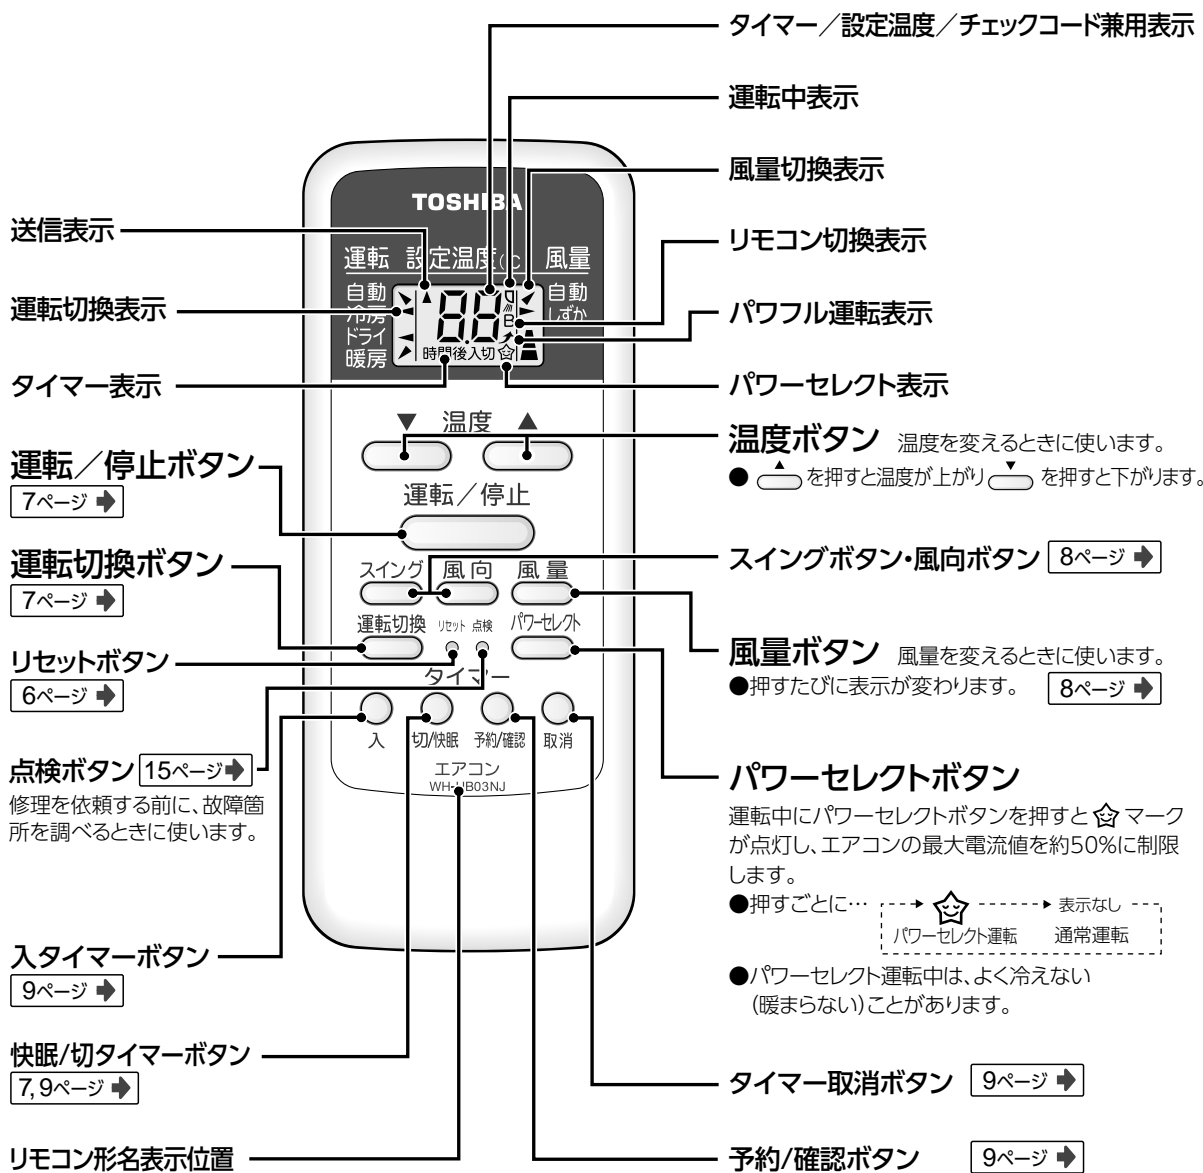 タイマー／設定温度／チェックコード兼用表示
運転中表示
風量切換表示
リモコン切換表示
パワフル運転表示
パワーセレクト表示
温度ボタン 温度を変えるときに使います。
● ▲ を押すと温度が上がり ▼ を押すと下がります。
スイングボタン・風向ボタン 8ページ
風量ボタン 風量を変えるときに使います。
●押すたびに表示が変わります。 8ページ
パワーセレクトボタン
運転中にパワーセレクトボタンを押すと マーク
が点灯し、エアコンの最大電流値を約50%に制限
します。
●押すごとに… 表示なし
パワーセレクト運転 通常運転
●パワーセレクト運転中は、よく冷えない
（暖まらない）ことがあります。
タイマー取消ボタン 9ページ
予約/確認ボタン 9ページ
送信表示
運転切換表示
タイマー表示
運転／停止ボタン
7ページ
運転切換ボタン
7ページ
リセットボタン
6ページ
点検ボタン 15ページ
修理を依頼する前に、故障箇
所を調べるときに使います。
入タイマーボタン
9ページ
快眠/切タイマーボタン
7,9ページ
リモコン形名表示位置
TOSHIBA
運転 設定温度(℃ 風量
自動 自動
冷房 しずか
ドライ
暖房
8.8
B
時間後入切
▼ 温度 ▲
運転／停止
スイング 風向 風量
運転切換 リセット 点検 パワーセレクト
タイマー
入 切/快眠 予約/確認 取消
エアコン
WH-UB03NJ